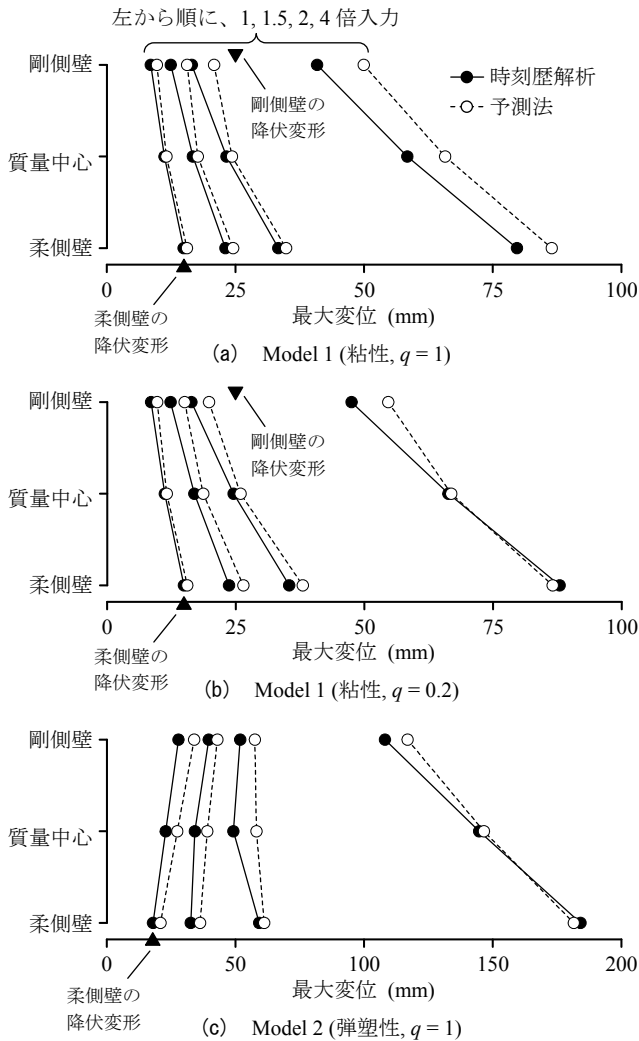 左から順に、1, 1.5, 2, 4 倍入力
剛側壁
質量中心
柔側壁
剛側壁の
降伏変形
時刻歴解析
予測法
0
25
50
75
100
柔側壁の
降伏変形
最大変位 (mm)
(a) Model 1 (粘性, q = 1)
剛側壁
質量中心
柔側壁
剛側壁の
降伏変形
0
25
50
75
100
柔側壁の
降伏変形
最大変位 (mm)
(b) Model 1 (粘性, q = 0.2)
剛側壁
質量中心
柔側壁
0
50
100
150
200
柔側壁の
降伏変形
最大変位 (mm)
(c) Model 2 (弾塑性, q = 1)